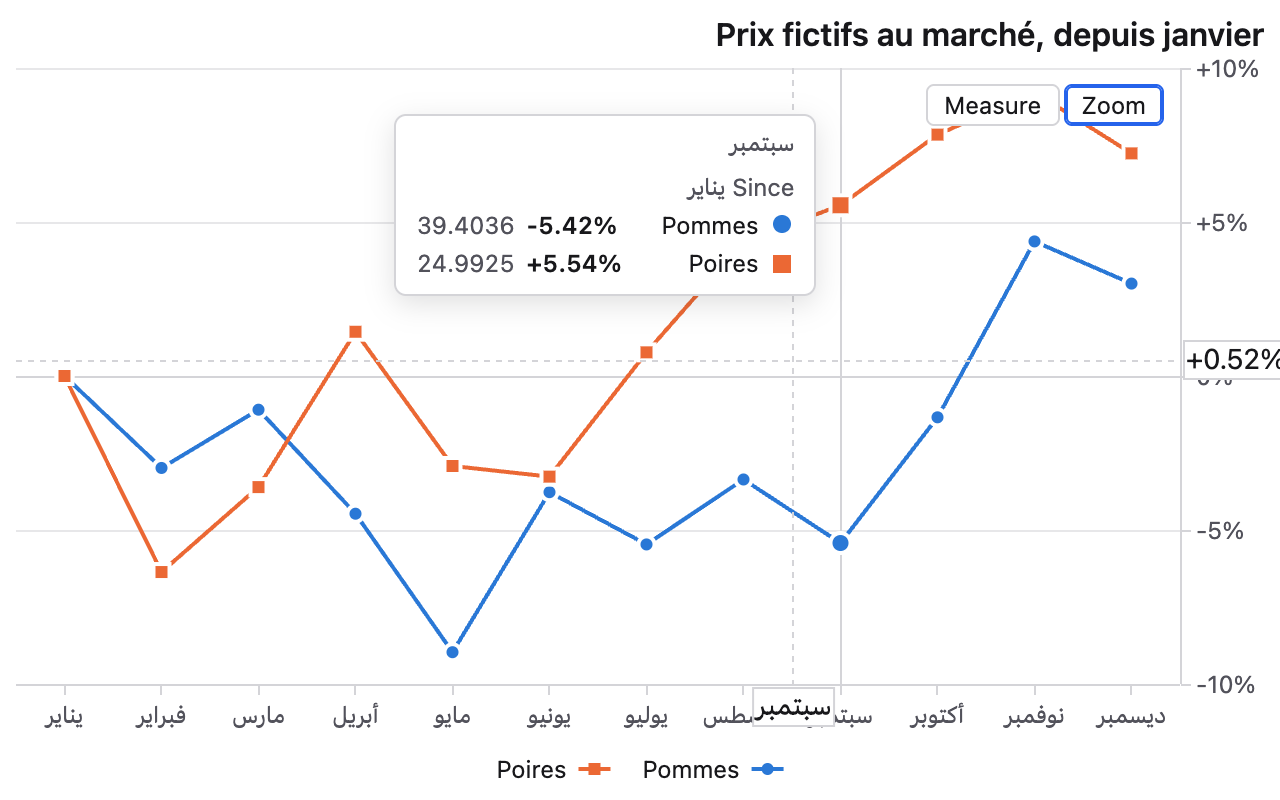 Prix fictifs au marché, depuis janvier
+10%
Measure Zoom
سبتمبر
Since يناير
Pommes -5.42% 39.4036
Poires +5.54% 24.9925
+5%
+0.52%
-5%
-10%
يناير فبراير مارس أبريل مايو يونيو يوليو سبتمبر أكتوبر نوفمبر ديسمبر
Poires Pommes